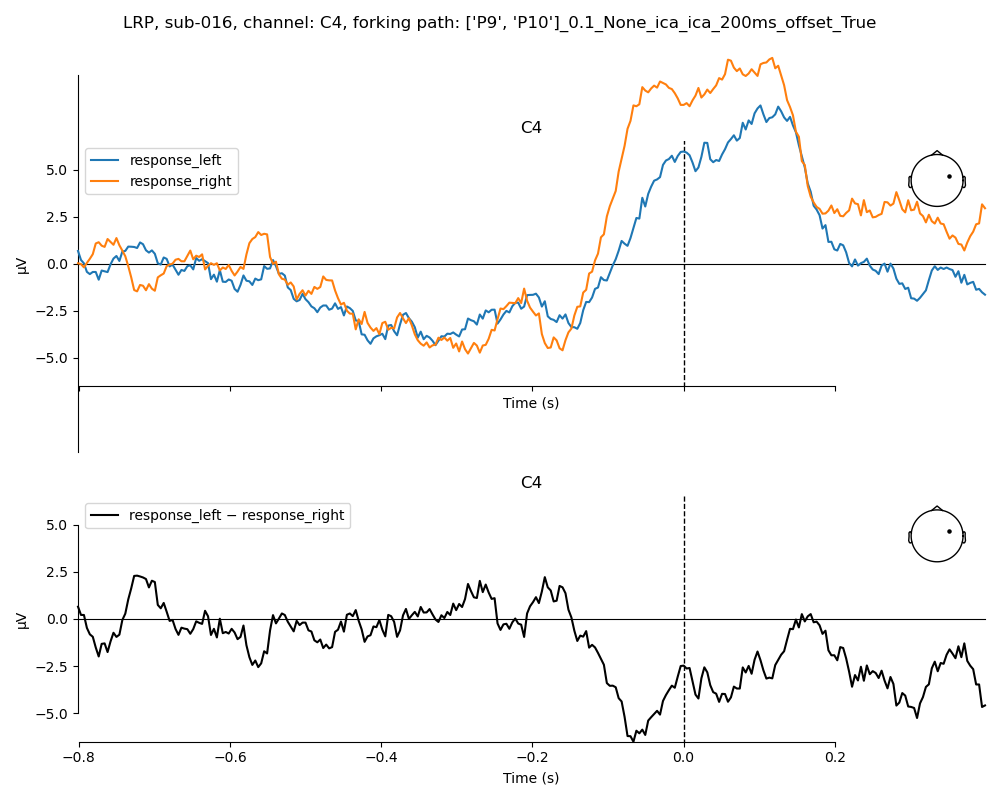 LRP, sub-016, channel: C4, forking path: ['P9', 'P10']_0.1_None_ica_ica_200ms_offset_True
C4
response_left
response_right
5.0
2.5
0.0
−2.5
−5.0
µV
Time (s)
C4
response_left − response_right
5.0
2.5
0.0
−2.5
−5.0
µV
−0.8
−0.6
−0.4
−0.2
0.0
0.2
Time (s)